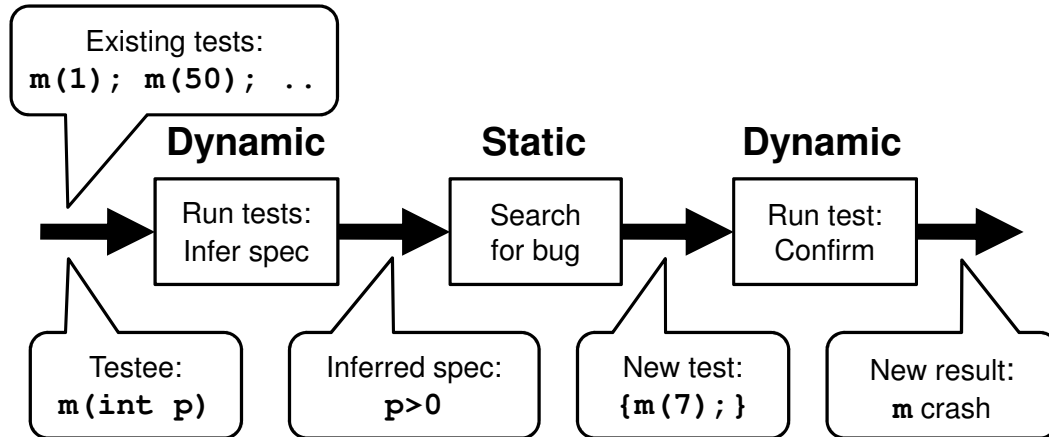 Existing tests:
m(1); m(50); ..
Dynamic
Static
Dynamic
Run tests:
Infer spec
Search
for bug
Run test:
Confirm
Testee:
m(int p)
Inferred spec:
p>0
New test:
{m(7);}
New result:
m crash